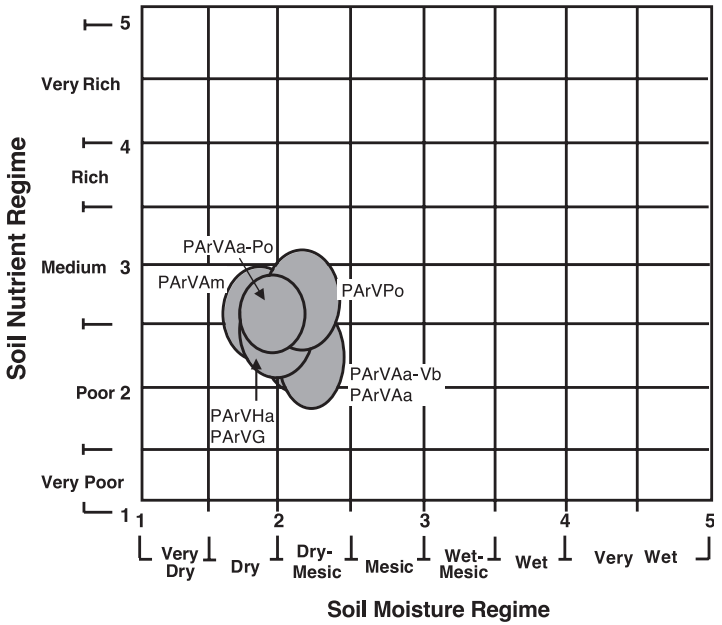 5
Very Rich
4
Rich
Soil Nutrient Regime
PArVAa-Po
Medium 3
PArVAm
PArVPo
PArVAa-Vb
Poor 2
PArVAa
PArVHa
PArVG
Very Poor
1
1 2 3 4 5
Very Dry
Dry
Dry-
Mesic
Mesic
Wet-
Mesic
Wet
Very Wet
Soil Moisture Regime